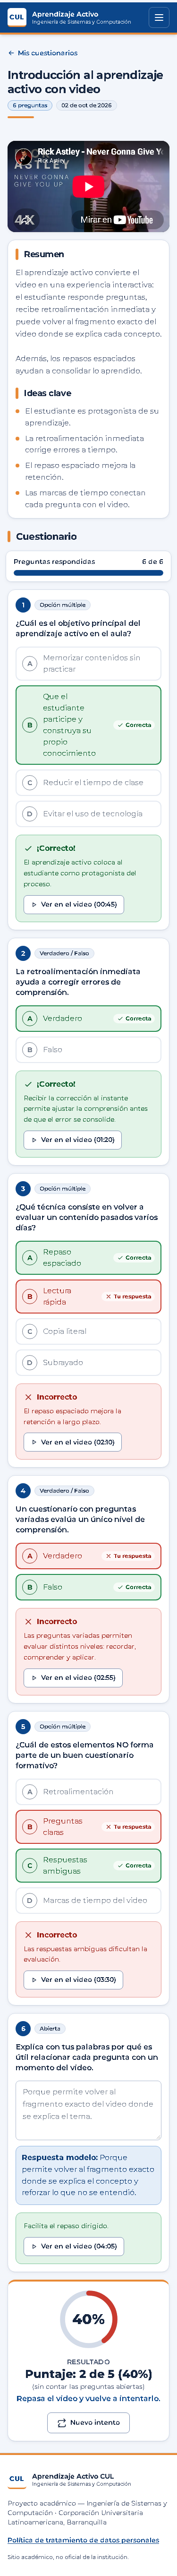 CUL
Aprendizaje Activo
Ingeniería de Sistemas y Computación
← Mis cuestionarios
Introducción al aprendizaje
activo con video
6 preguntas
02 de oct de 2026
Rick Astley - Never Gonna Give Yo
Rick Astley
NEVER GONNA
GIVE YOU UP
4K
Mirar en YouTube
Resumen
El aprendizaje activo convierte el
video en una experiencia interactiva:
el estudiante responde preguntas,
recibe retroalimentación inmediata y
puede volver al fragmento exacto del
video donde se explica cada concepto.
Además, los repasos espaciados
ayudan a consolidar lo aprendido.
Ideas clave
El estudiante es protagonista de su
aprendizaje.
La retroalimentación inmediata
corrige errores a tiempo.
El repaso espaciado mejora la
retención.
Las marcas de tiempo conectan
cada pregunta con el video.
Cuestionario
Preguntas respondidas
6 de 6
1
Opción múltiple
¿Cuál es el objetivo principal del
aprendizaje activo en el aula?
A
Memorizar contenidos sin
practicar
B
Que el
estudiante
participe y
construya su
propio
conocimiento
✓ Correcta
C
Reducir el tiempo de clase
D
Evitar el uso de tecnología
✓ ¡Correcto!
El aprendizaje activo coloca al
estudiante como protagonista del
proceso.
Ver en el video (00:45)
2
Verdadero / Falso
La retroalimentación inmediata
ayuda a corregir errores de
comprensión.
A
Verdadero
✓ Correcta
B
Falso
✓ ¡Correcto!
Recibir la corrección al instante
permite ajustar la comprensión antes
de que el error se consolide.
Ver en el video (01:20)
3
Opción múltiple
¿Qué técnica consiste en volver a
evaluar un contenido pasados varios
días?
A
Repaso
espaciado
✓ Correcta
B
Lectura
rápida
✕ Tu respuesta
C
Copia literal
D
Subrayado
✕ Incorrecto
El repaso espaciado mejora la
retención a largo plazo.
Ver en el video (02:10)
4
Verdadero / Falso
Un cuestionario con preguntas
variadas evalúa un único nivel de
comprensión.
A
Verdadero
✕ Tu respuesta
B
Falso
✓ Correcta
✕ Incorrecto
Las preguntas variadas permiten
evaluar distintos niveles: recordar,
comprender y aplicar.
Ver en el video (02:55)
5
Opción múltiple
¿Cuál de estos elementos NO forma
parte de un buen cuestionario
formativo?
A
Retroalimentación
B
Preguntas
claras
✕ Tu respuesta
C
Respuestas
ambiguas
✓ Correcta
D
Marcas de tiempo del video
✕ Incorrecto
Las respuestas ambiguas dificultan la
evaluación.
Ver en el video (03:30)
6
Abierta
Explica con tus palabras por qué es
útil relacionar cada pregunta con un
momento del video.
Porque permite volver al
fragmento exacto del video donde
se explica el tema.
Respuesta modelo: Porque
permite volver al fragmento exacto
donde se explica el concepto y
reforzar lo que no se entendió.
Facilita el repaso dirigido.
Ver en el video (04:05)
40%
RESULTADO
Puntaje: 2 de 5 (40%)
(sin contar las preguntas abiertas)
Repasa el video y vuelve a intentarlo.
Nuevo intento
CUL
Aprendizaje Activo CUL
Ingeniería de Sistemas y Computación
Proyecto académico — Ingeniería de Sistemas y
Computación · Corporación Universitaria
Latinoamericana, Barranquilla
Política de tratamiento de datos personales
Sitio académico, no oficial de la institución.